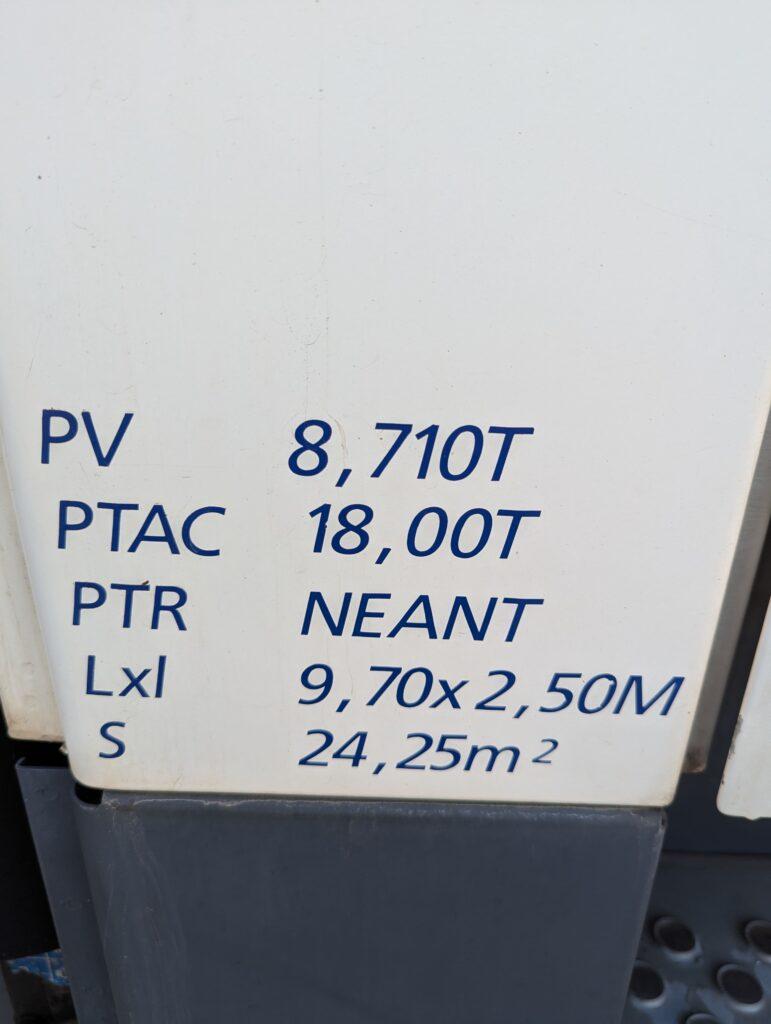 PV 8,710T
PTAC 18,00T
PTR NEANT
Lxl 9,70x2,50M
S 24,25m²